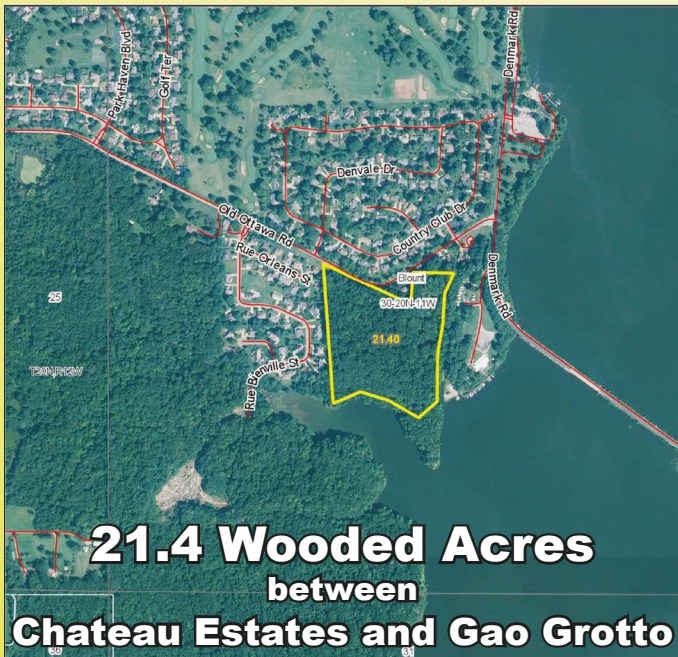 Park Haven Blvd
Golf Ter
Denmark Rd
Denvale Dr
Old Ottawa Rd
Country Club Dr
Rue Orleans St
Blount
Denmark Rd
25
30-20N-11W
21.40
T20N R12W
Rue Bienville St
21.4 Wooded Acres
between
Chateau Estates and Gao Grotto
36
31